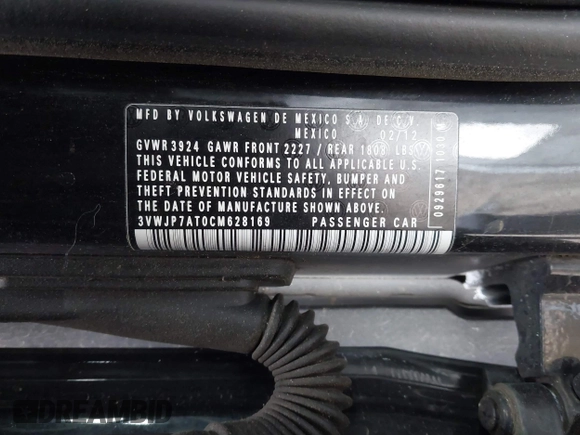 MFD BY VOLKSWAGEN DE MEXICO S.A. DE C.V.
MEXICO 02/12
GVWR 3924 GAWR FRONT 2227 / REAR 1803 LBS
THIS VEHICLE CONFORMS TO ALL APPLICABLE U.S.
FEDERAL MOTOR VEHICLE SAFETY, BUMPER AND
THEFT PREVENTION STANDARDS IN EFFECT ON
THE DATE OF MANUFACTURE SHOWN ABOVE.
3VWJP7AT0CM628169 PASSENGER CAR
0929617
DREAMBID